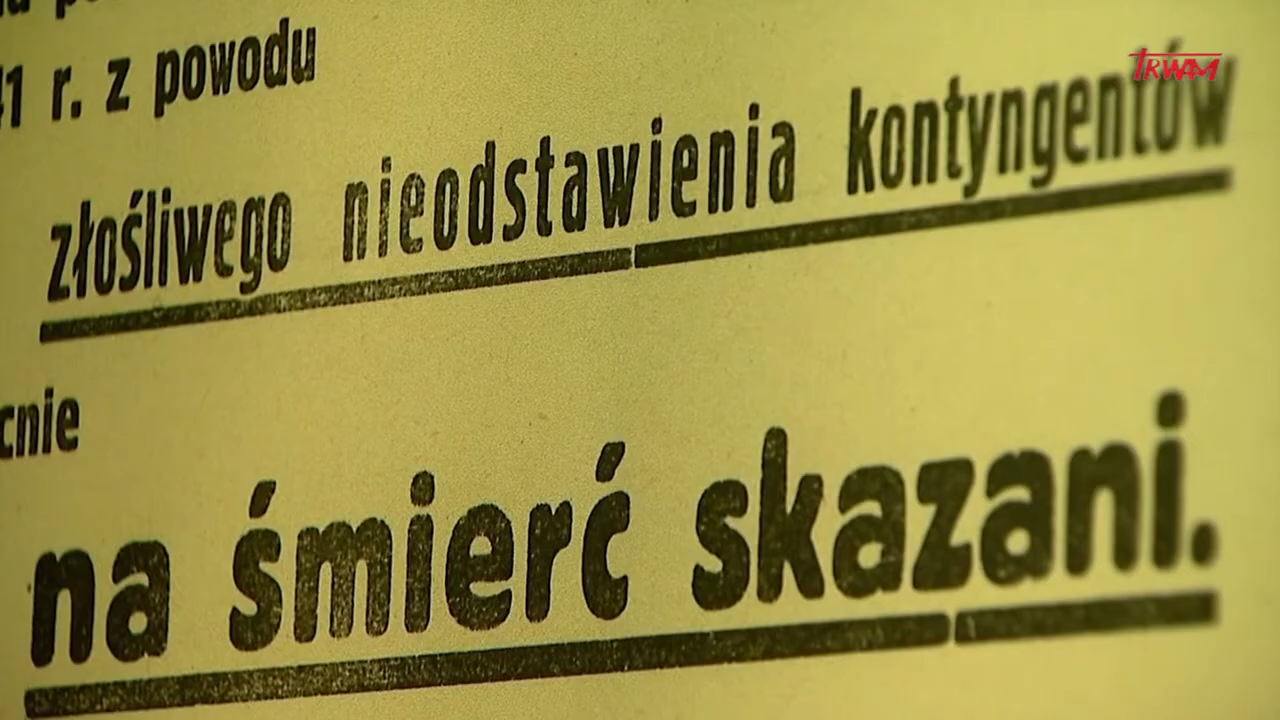 41 r. z powodu
TRWAM
złośliwego nieodstawienia kontyngentów
cnie
na śmierć skazani.